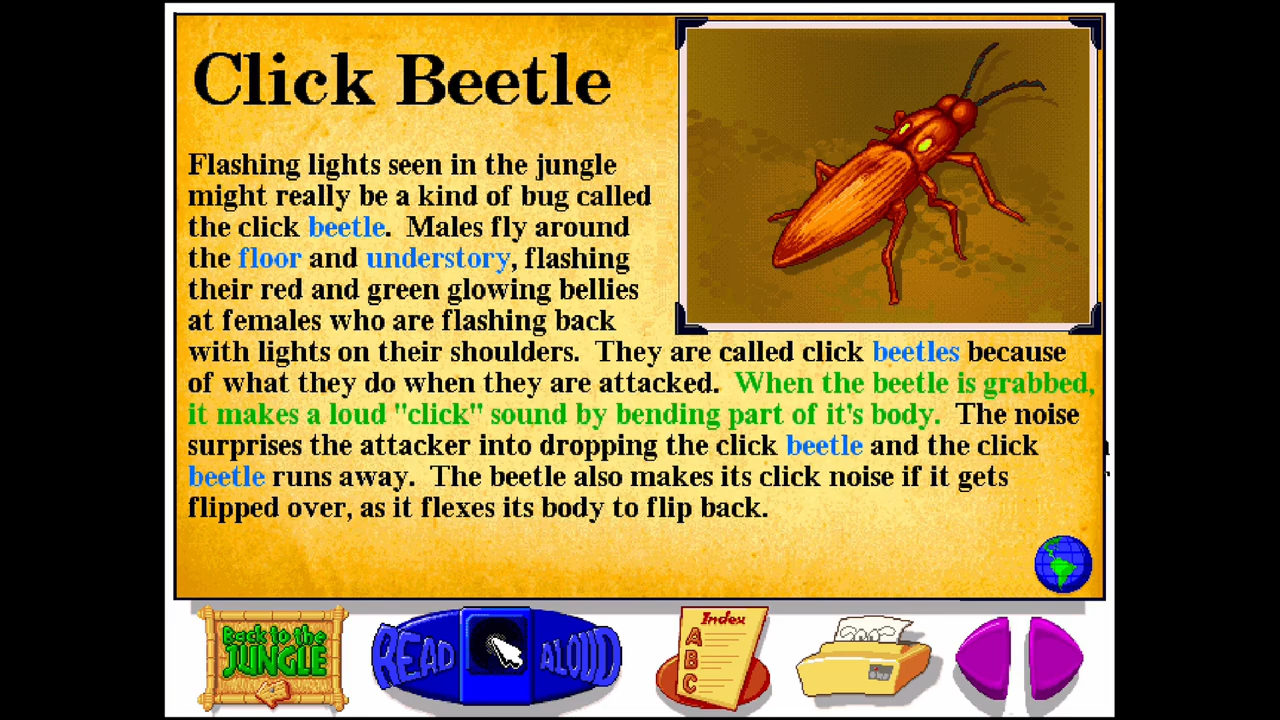 Click Beetle
Flashing lights seen in the jungle
might really be a kind of bug called
the click beetle. Males fly around
the floor and understory, flashing
their red and green glowing bellies
at females who are flashing back
with lights on their shoulders. They are called click beetles because
of what they do when they are attacked. When the beetle is grabbed,
it makes a loud "click" sound by bending part of it's body. The noise
surprises the attacker into dropping the click beetle and the click
beetle runs away. The beetle also makes its click noise if it gets
flipped over, as it flexes its body to flip back.
Back to the
JUNGLE
READ ALOUD
Index
A
B
C